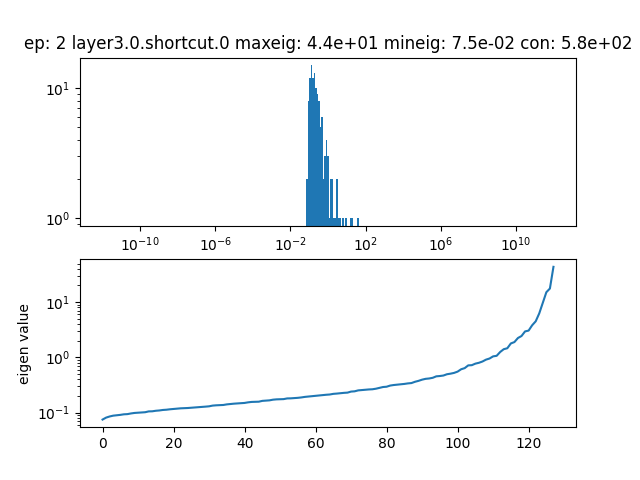 ep: 2 layer3.0.shortcut.0 maxeig: 4.4e+01 mineig: 7.5e-02 con: 5.8e+02
10¹
10⁰
10⁻¹⁰ 10⁻⁶ 10⁻² 10² 10⁶ 10¹⁰
eigen value
10¹
10⁰
10⁻¹
0 20 40 60 80 100 120